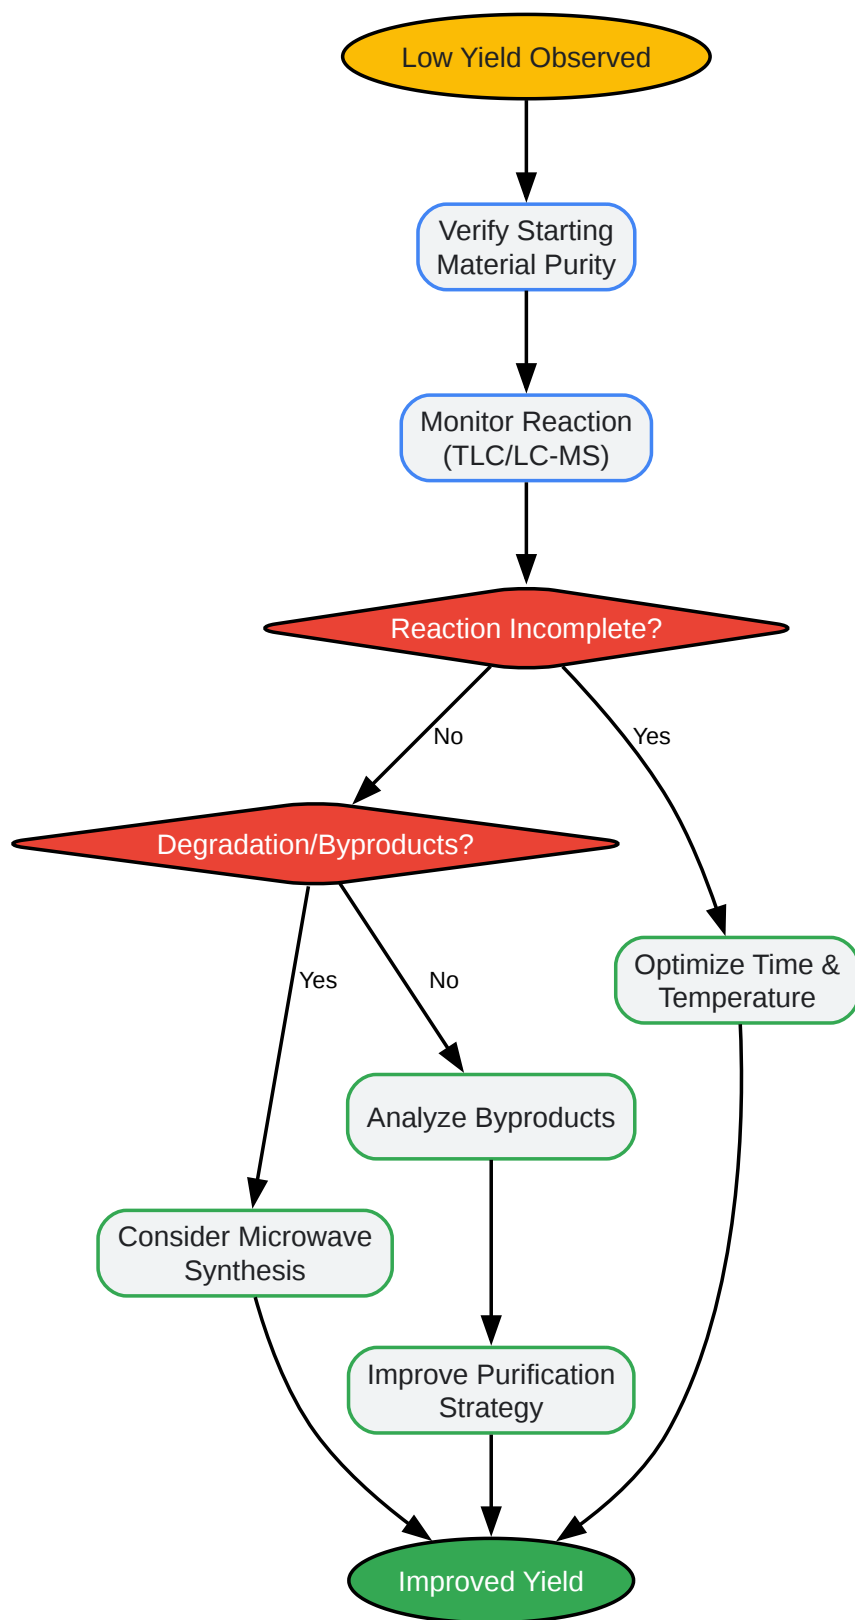 Low Yield Observed
Verify Starting
Material Purity
Monitor Reaction
(TLC/LC-MS)
Reaction Incomplete?
No
Yes
Degradation/Byproducts?
Optimize Time &
Temperature
Yes
No
Analyze Byproducts
Consider Microwave
Synthesis
Improve Purification
Strategy
Improved Yield